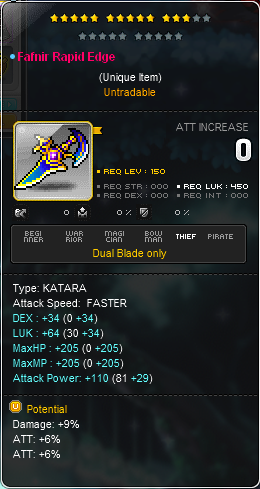 Fafnir Rapid Edge
(Unique Item)
Untradable
ATT INCREASE
0
REQ LEV : 150
REQ STR : 000 REQ LUK : 450
REQ DEX : 000 REQ INT : 000
0 0 % 0 %
BEGINNER WARRIOR MAGICIAN BOWMAN THIEF PIRATE
Dual Blade only
Type: KATARA
Attack Speed: FASTER
DEX : +34 (0 +34)
LUK : +64 (30 +34)
MaxHP : +205 (0 +205)
MaxMP : +205 (0 +205)
Attack Power: +110 (81 +29)
Potential
Damage: +9%
ATT: +6%
ATT: +6%